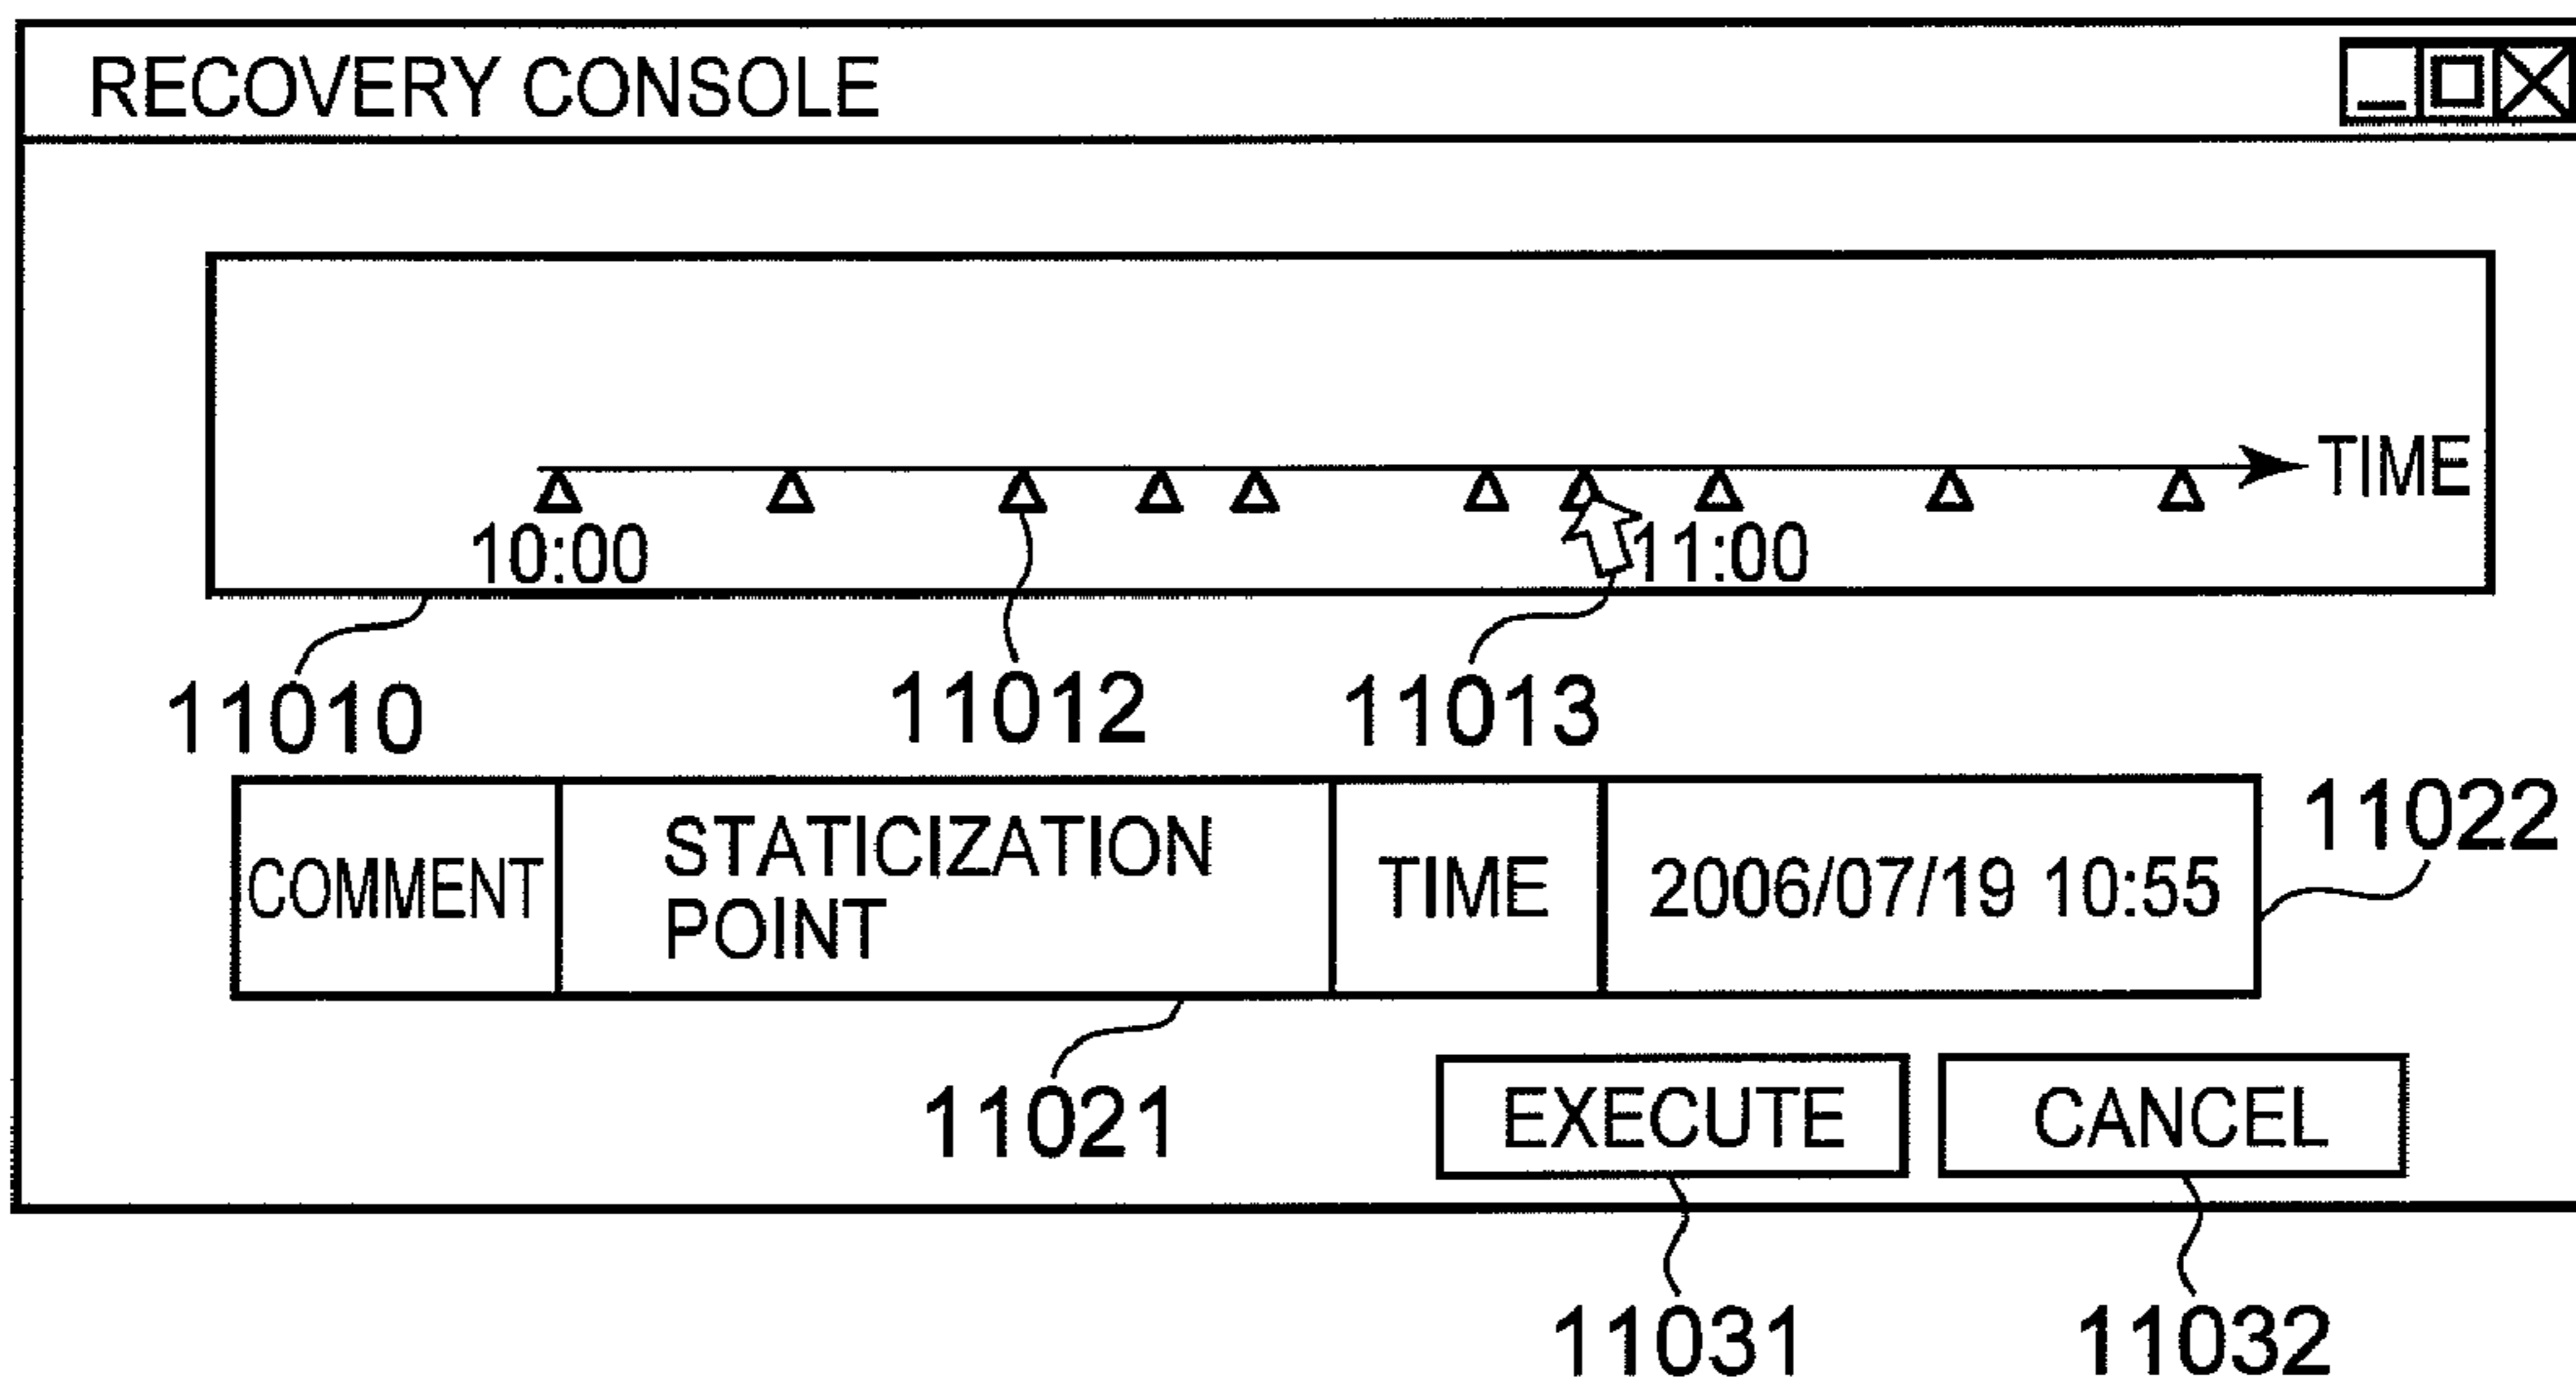 RECOVERY CONSOLE
TIME
10:00
11:00
11010
11012
11013
COMMENT
STATICIZATION
POINT
TIME
2006/07/19 10:55
11022
11021
EXECUTE
CANCEL
11031
11032